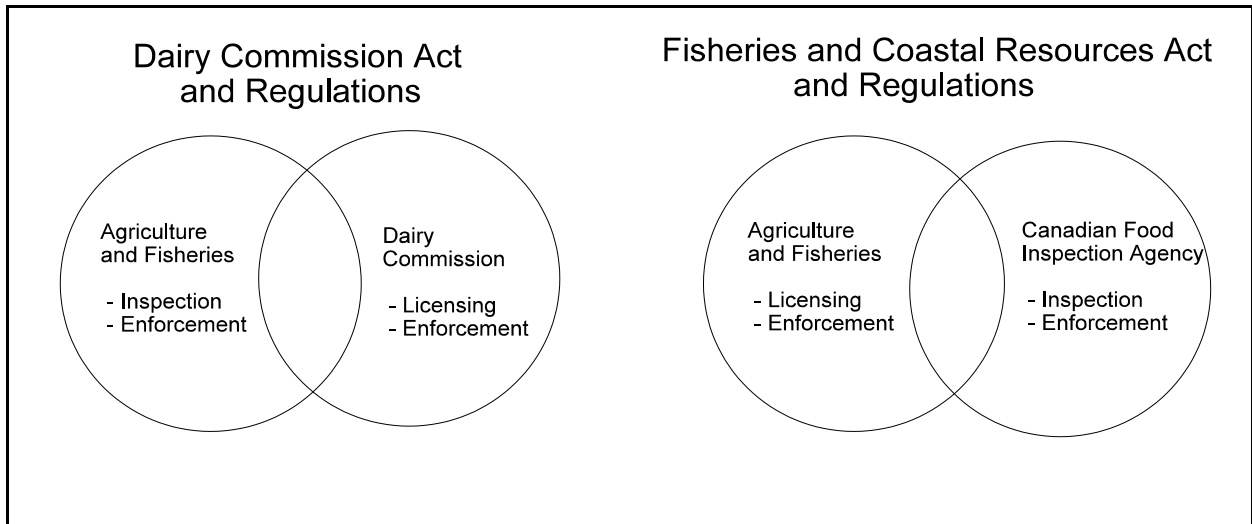 Dairy Commission Act
and Regulations
Agriculture
and Fisheries
- Inspection
- Enforcement
Dairy
Commission
- Licensing
- Enforcement
Fisheries and Coastal Resources Act
and Regulations
Agriculture
and Fisheries
- Licensing
- Enforcement
Canadian Food
Inspection Agency
- Inspection
- Enforcement